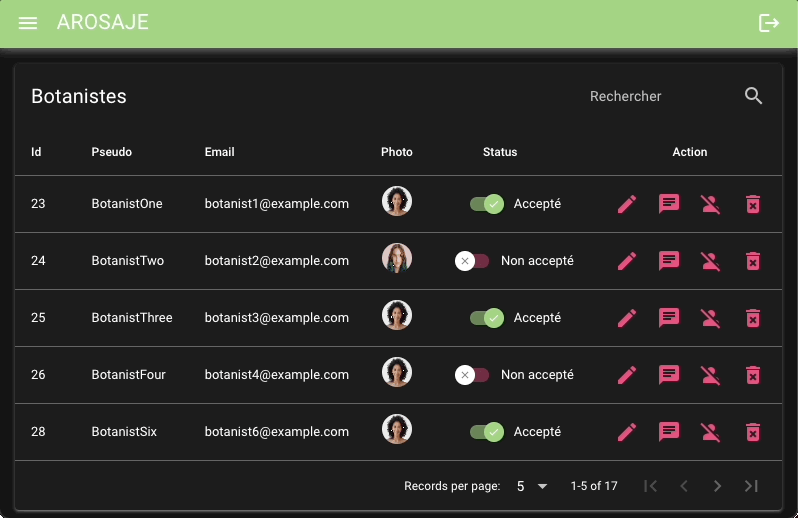 AROSAJE
Botanistes
Rechercher
Id Pseudo Email Photo Status Action
23 BotanistOne botanist1@example.com Accepté
24 BotanistTwo botanist2@example.com Non accepté
25 BotanistThree botanist3@example.com Accepté
26 BotanistFour botanist4@example.com Non accepté
28 BotanistSix botanist6@example.com Accepté
Records per page: 5 1-5 of 17